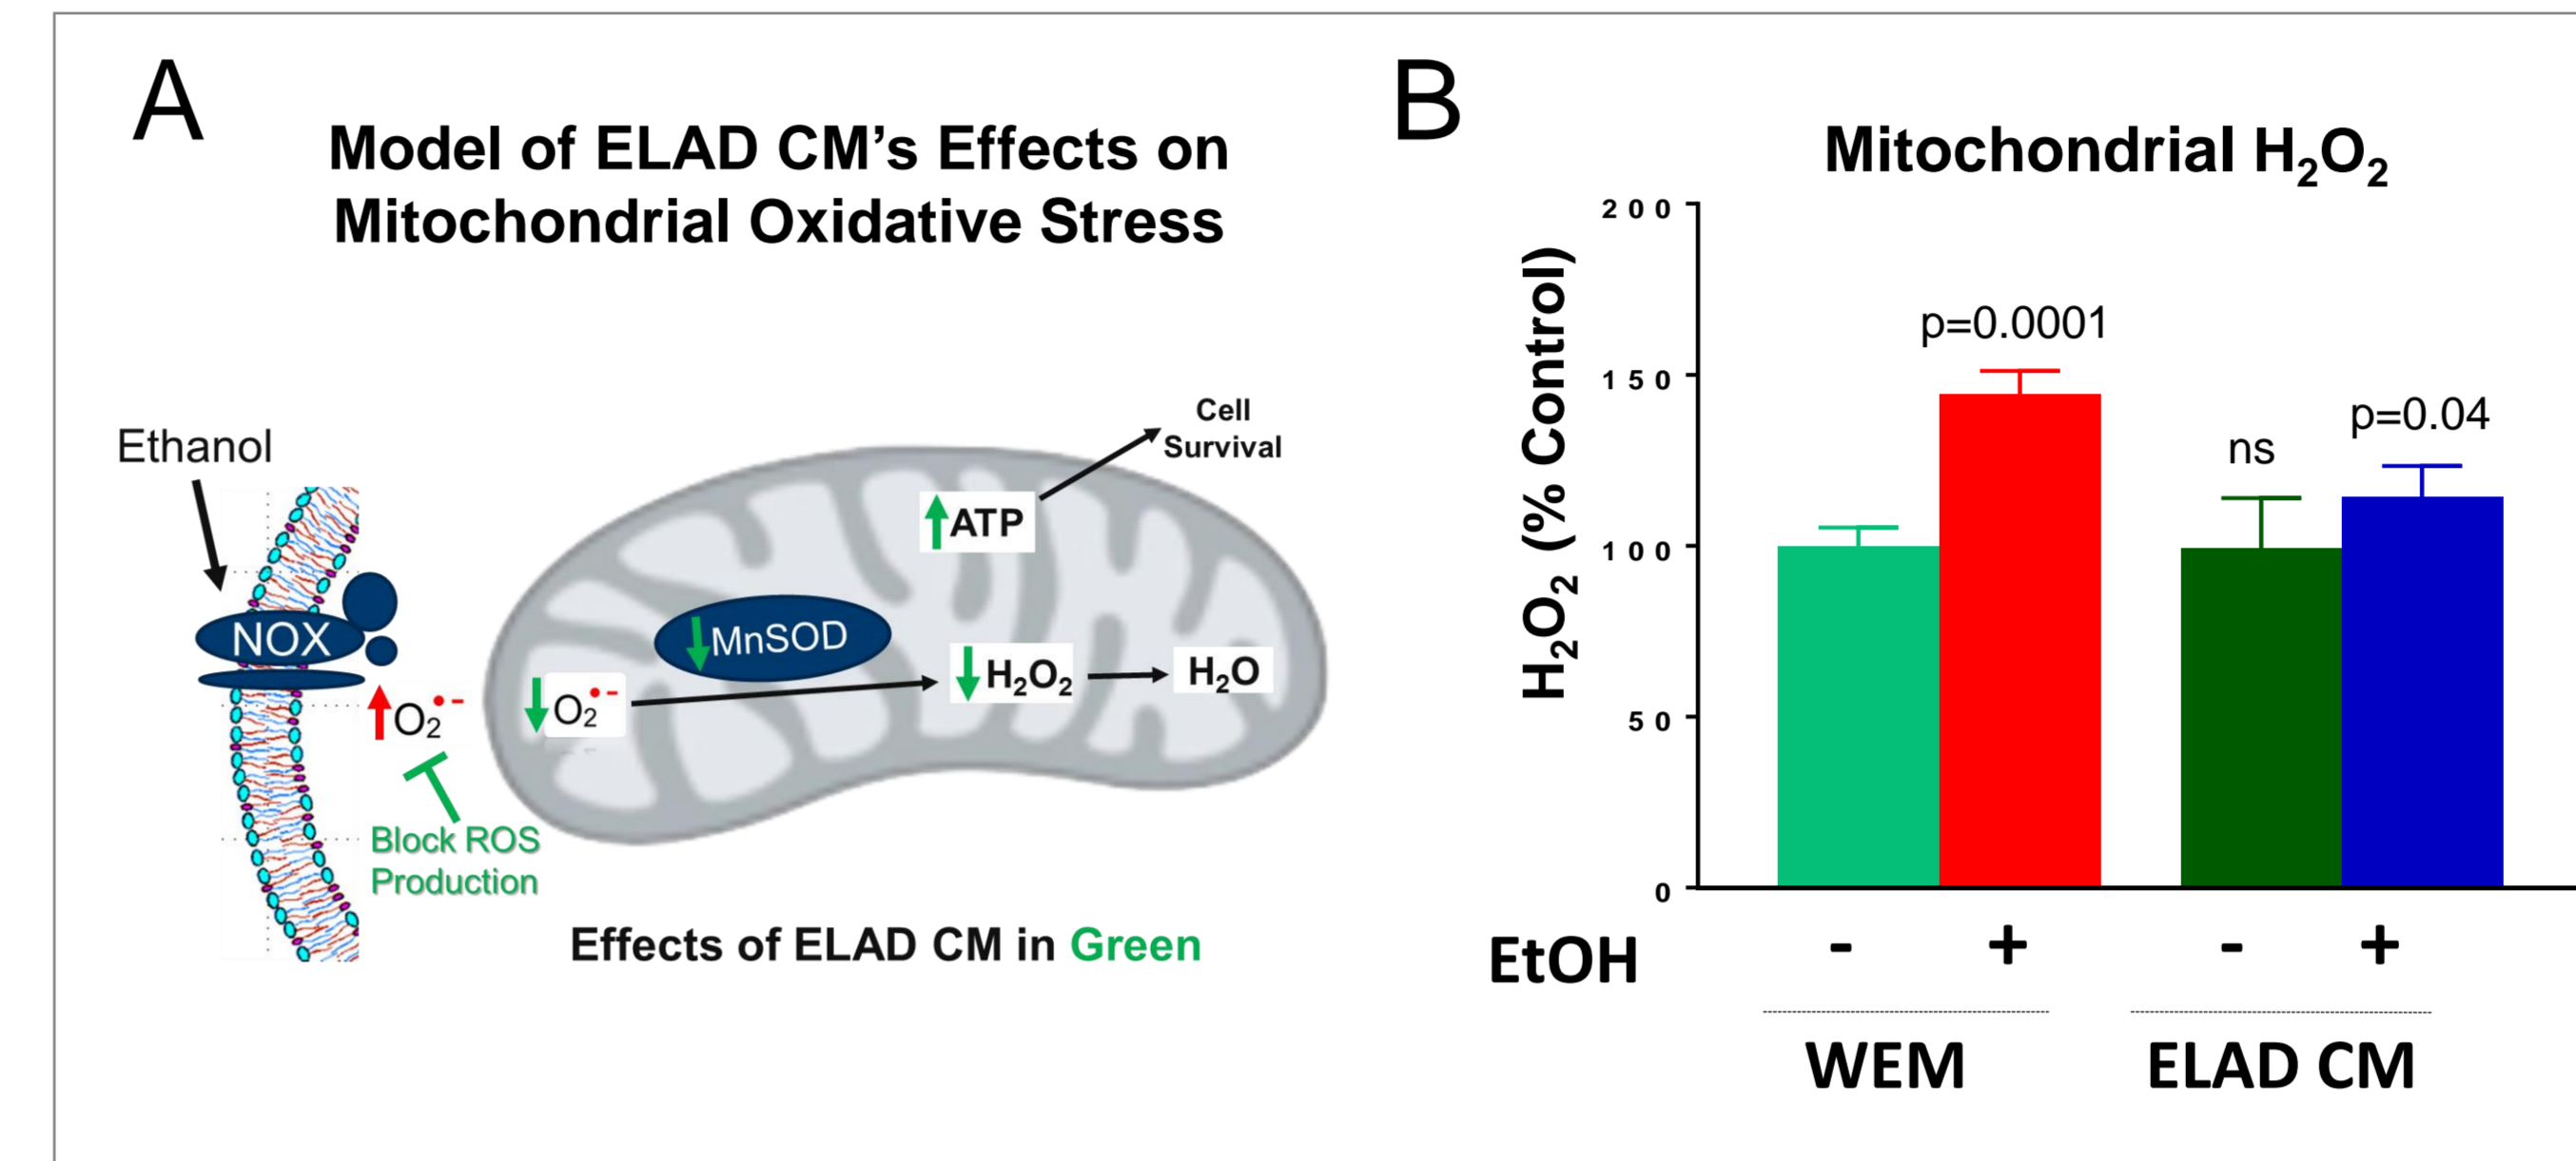 A
Model of ELAD CM's Effects on
Mitochondrial Oxidative Stress
Ethanol
NOX
O₂•-
Block ROS
Production
O₂•-
MnSOD
ATP
Cell
Survival
H₂O₂
H₂O
Effects of ELAD CM in Green
B
Mitochondrial H₂O₂
H₂O₂ (% Control)
200
150
100
50
0
p=0.0001
ns
p=0.04
EtOH - + - +
WEM ELAD CM